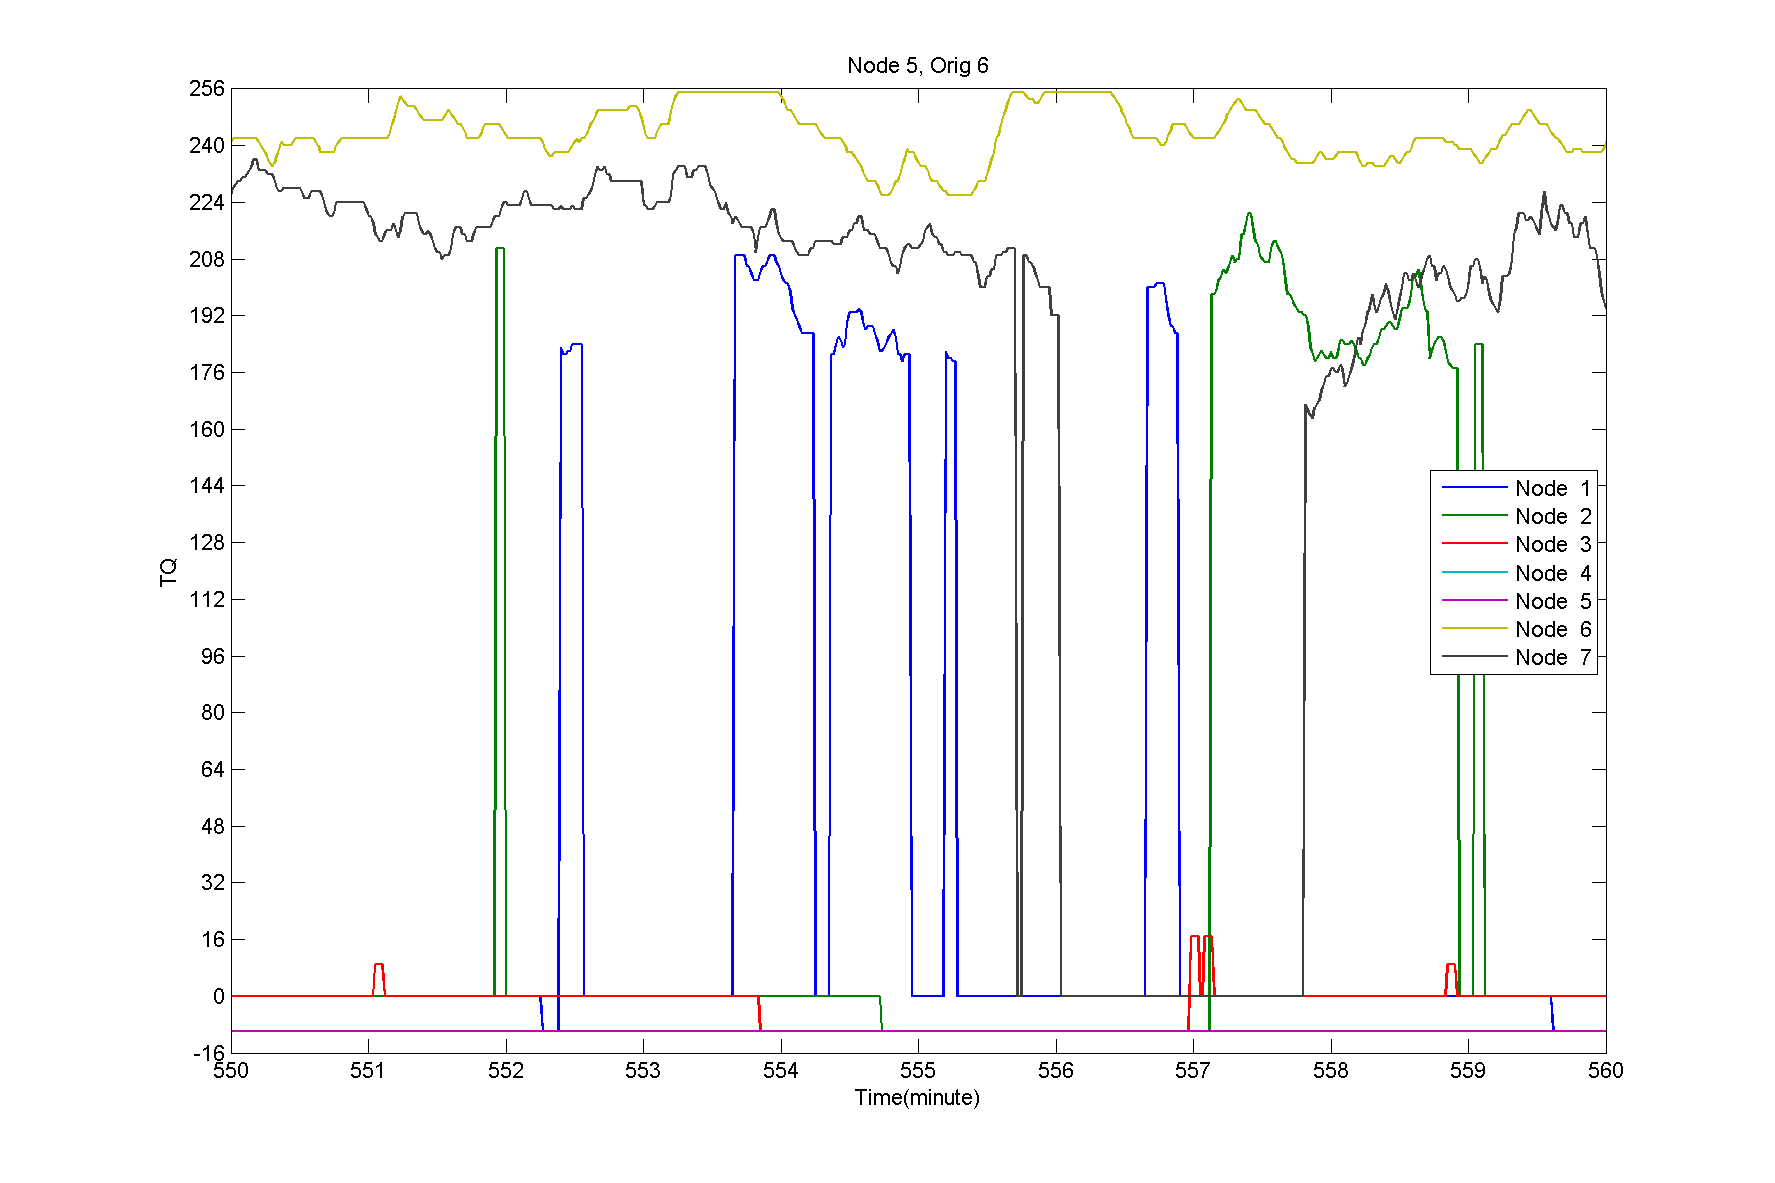 Node 5, Orig 6
256
240
224
208
192
176
160
144
128
112
96
80
64
48
32
16
0
-16
TQ
Node 1
Node 2
Node 3
Node 4
Node 5
Node 6
Node 7
550 551 552 553 554 555 556 557 558 559 560
Time(minute)